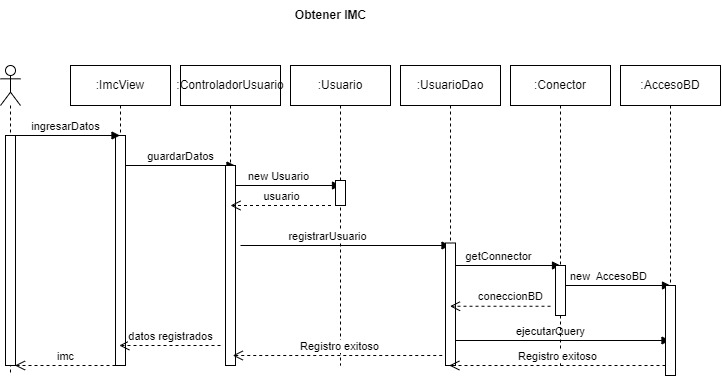 Obtener IMC
:ImcView
:ControladorUsuario
:Usuario
:UsuarioDao
:Conector
:AccesoBD
ingresarDatos
guardarDatos
new Usuario
usuario
registrarUsuario
getConnector
new AccesoBD
coneccionBD
ejecutarQuery
datos registrados
Registro exitoso
imc
Registro exitoso